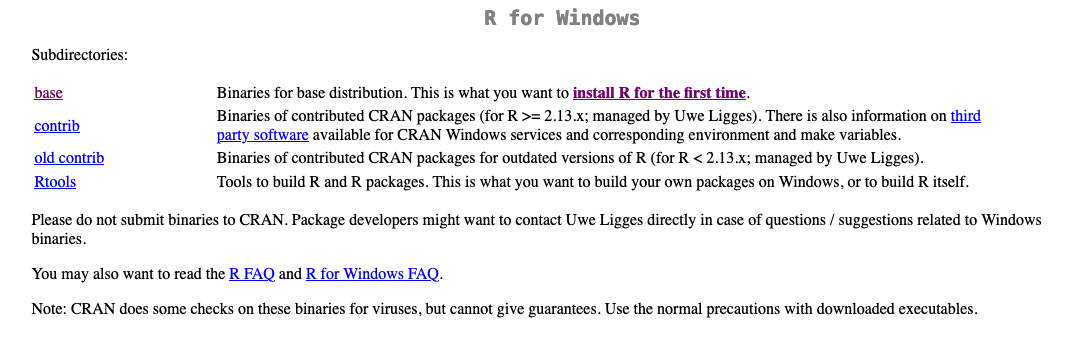 R for Windows
Subdirectories:
base Binaries for base distribution. This is what you want to install R for the first time.
Binaries of contributed CRAN packages (for R >= 2.13.x; managed by Uwe Ligges). There is also information on third
contrib
party software available for CRAN Windows services and corresponding environment and make variables.
old contrib Binaries of contributed CRAN packages for outdated versions of R (for R < 2.13.x; managed by Uwe Ligges).
Rtools Tools to build R and R packages. This is what you want to build your own packages on Windows, or to build R itself.
Please do not submit binaries to CRAN. Package developers might want to contact Uwe Ligges directly in case of questions / suggestions related to Windows
binaries.
You may also want to read the R FAQ and R for Windows FAQ.
Note: CRAN does some checks on these binaries for viruses, but cannot give guarantees. Use the normal precautions with downloaded executables.